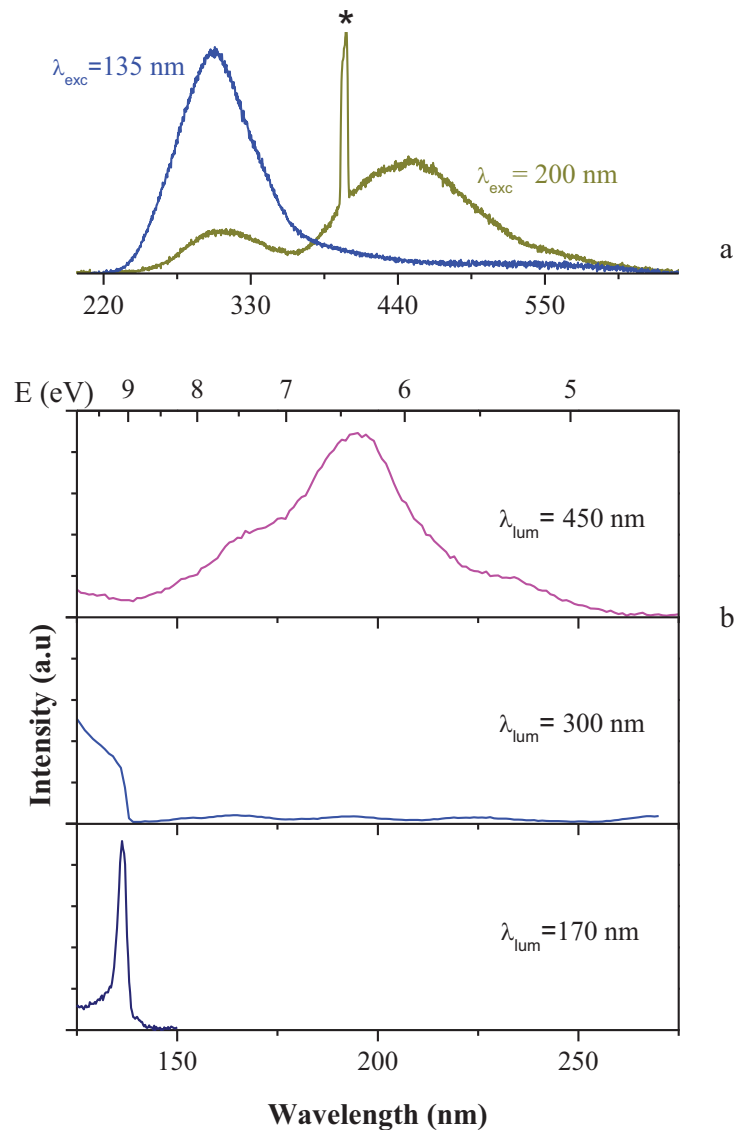 *
λexc=135 nm
λexc= 200 nm
a
220 330 440 550
E (eV) 9 8 7 6 5
λlum= 450 nm
b
λlum= 300 nm
λlum=170 nm
Intensity (a.u)
150 200 250
Wavelength (nm)